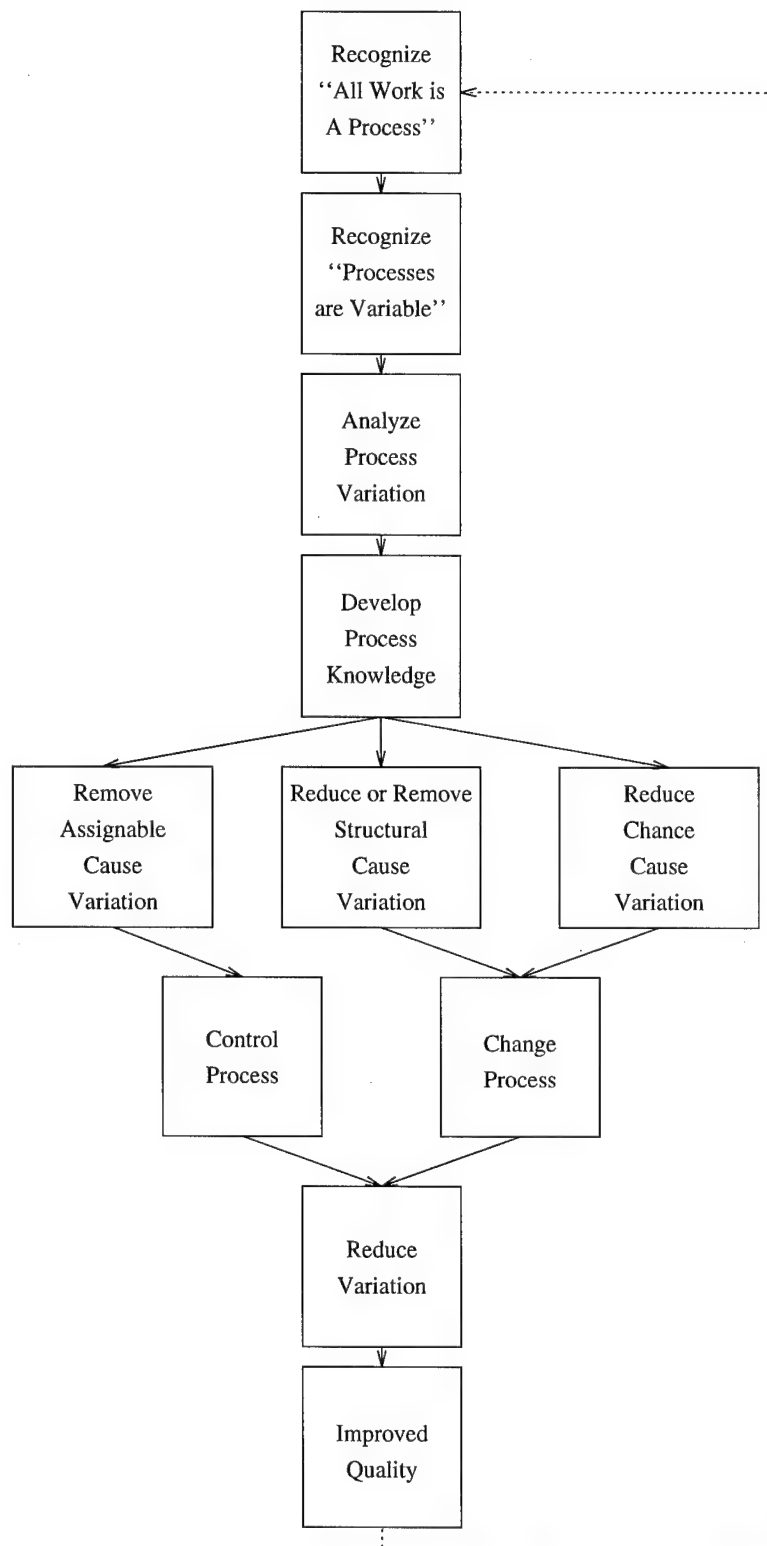 Recognize
‘‘All Work is
A Process’’
Recognize
‘‘Processes
are Variable’’
Analyze
Process
Variation
Develop
Process
Knowledge
Remove
Assignable
Cause
Variation
Reduce or Remove
Structural
Cause
Variation
Reduce
Chance
Cause
Variation
Control
Process
Change
Process
Reduce
Variation
Improved
Quality